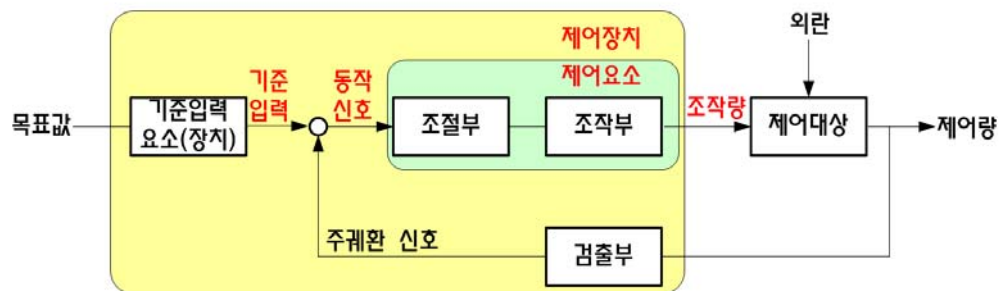 외란
제어장치
제어요소
기준
입력
동작
신호
조작량
목표값
기준입력
요소(장치)
조절부
조작부
제어대상
제어량
주궤환 신호
검출부